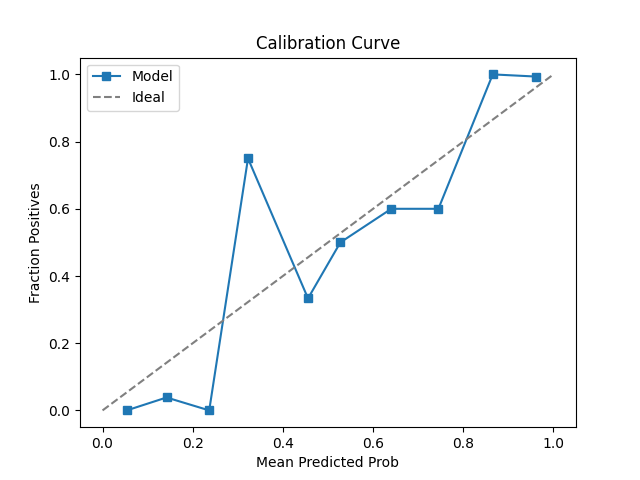 Calibration Curve
Model
Ideal
Fraction Positives
1.0
0.8
0.6
0.4
0.2
0.0
0.0 0.2 0.4 0.6 0.8 1.0
Mean Predicted Prob